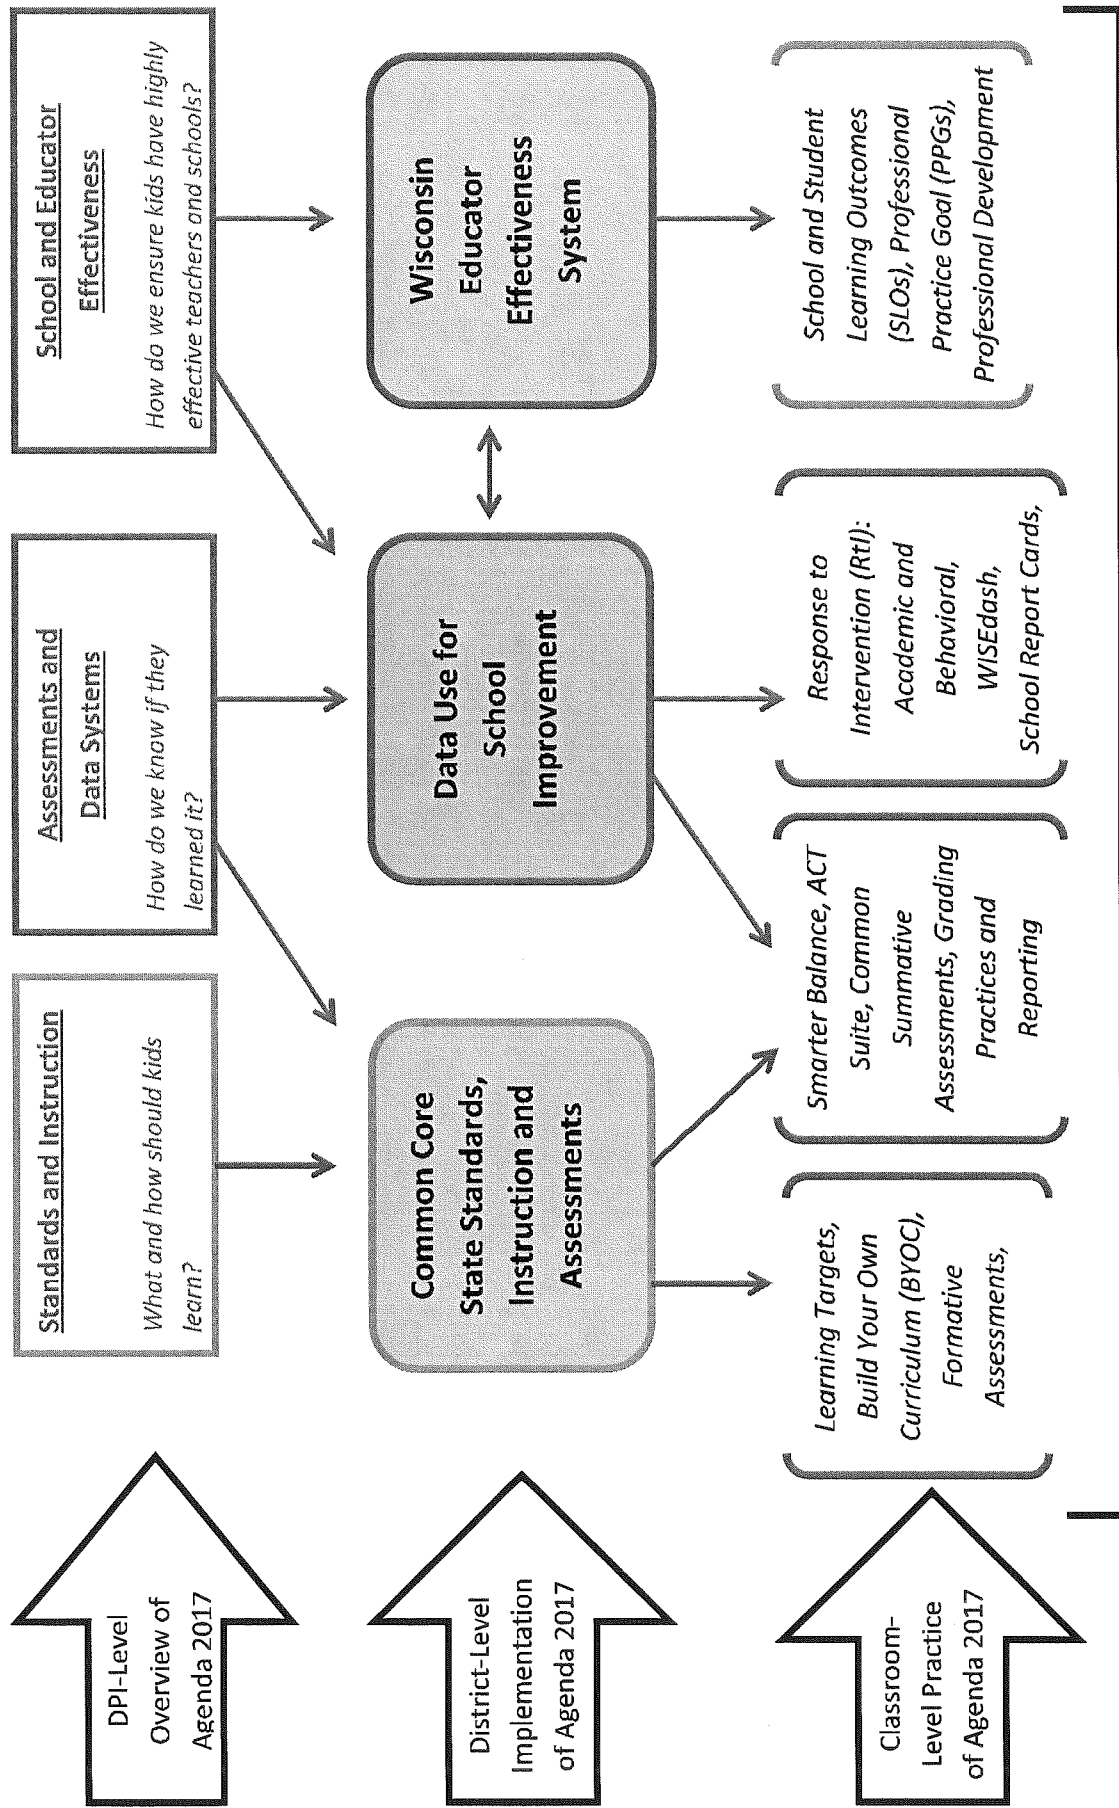 DPI-Level
Overview of
Agenda 2017
Standards and Instruction
What and how should kids
learn?
Assessments and
Data Systems
How do we know if they
learned it?
School and Educator
Effectiveness
How do we ensure kids have highly
effective teachers and schools?
District-Level
Implementation
of Agenda 2017
Common Core
State Standards,
Instruction and
Assessments
Data Use for
School
Improvement
Wisconsin
Educator
Effectiveness
System
Classroom-
Level Practice
of Agenda 2017
Learning Targets,
Build Your Own
Curriculum (BYOC),
Formative
Assessments,
Smarter Balance, ACT
Suite, Common
Summative
Assessments, Grading
Practices and
Reporting
Response to
Intervention (RtI):
Academic and
Behavioral,
WISEdash,
School Report Cards,
School and Student
Learning Outcomes
(SLOs), Professional
Practice Goal (PPGs),
Professional Development